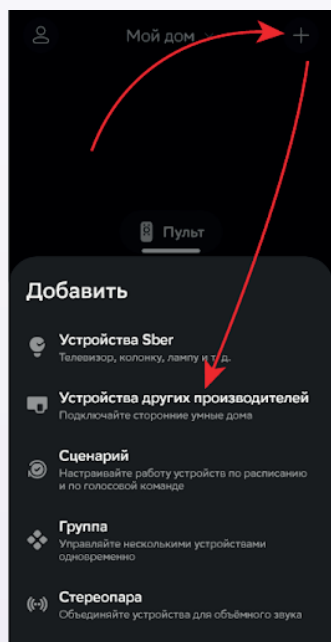 Мой дом
Пульт
Добавить
Устройства Sber
Телевизор, колонку, лампу и т.д.
Устройства других производителей
Подключайте сторонние умные дома
Сценарий
Настраивайте работу устройств по расписанию
и по голосовой команде
Группа
Управляйте несколькими устройствами
одновременно
Стереопара
Объединяйте устройства для объёмного звука